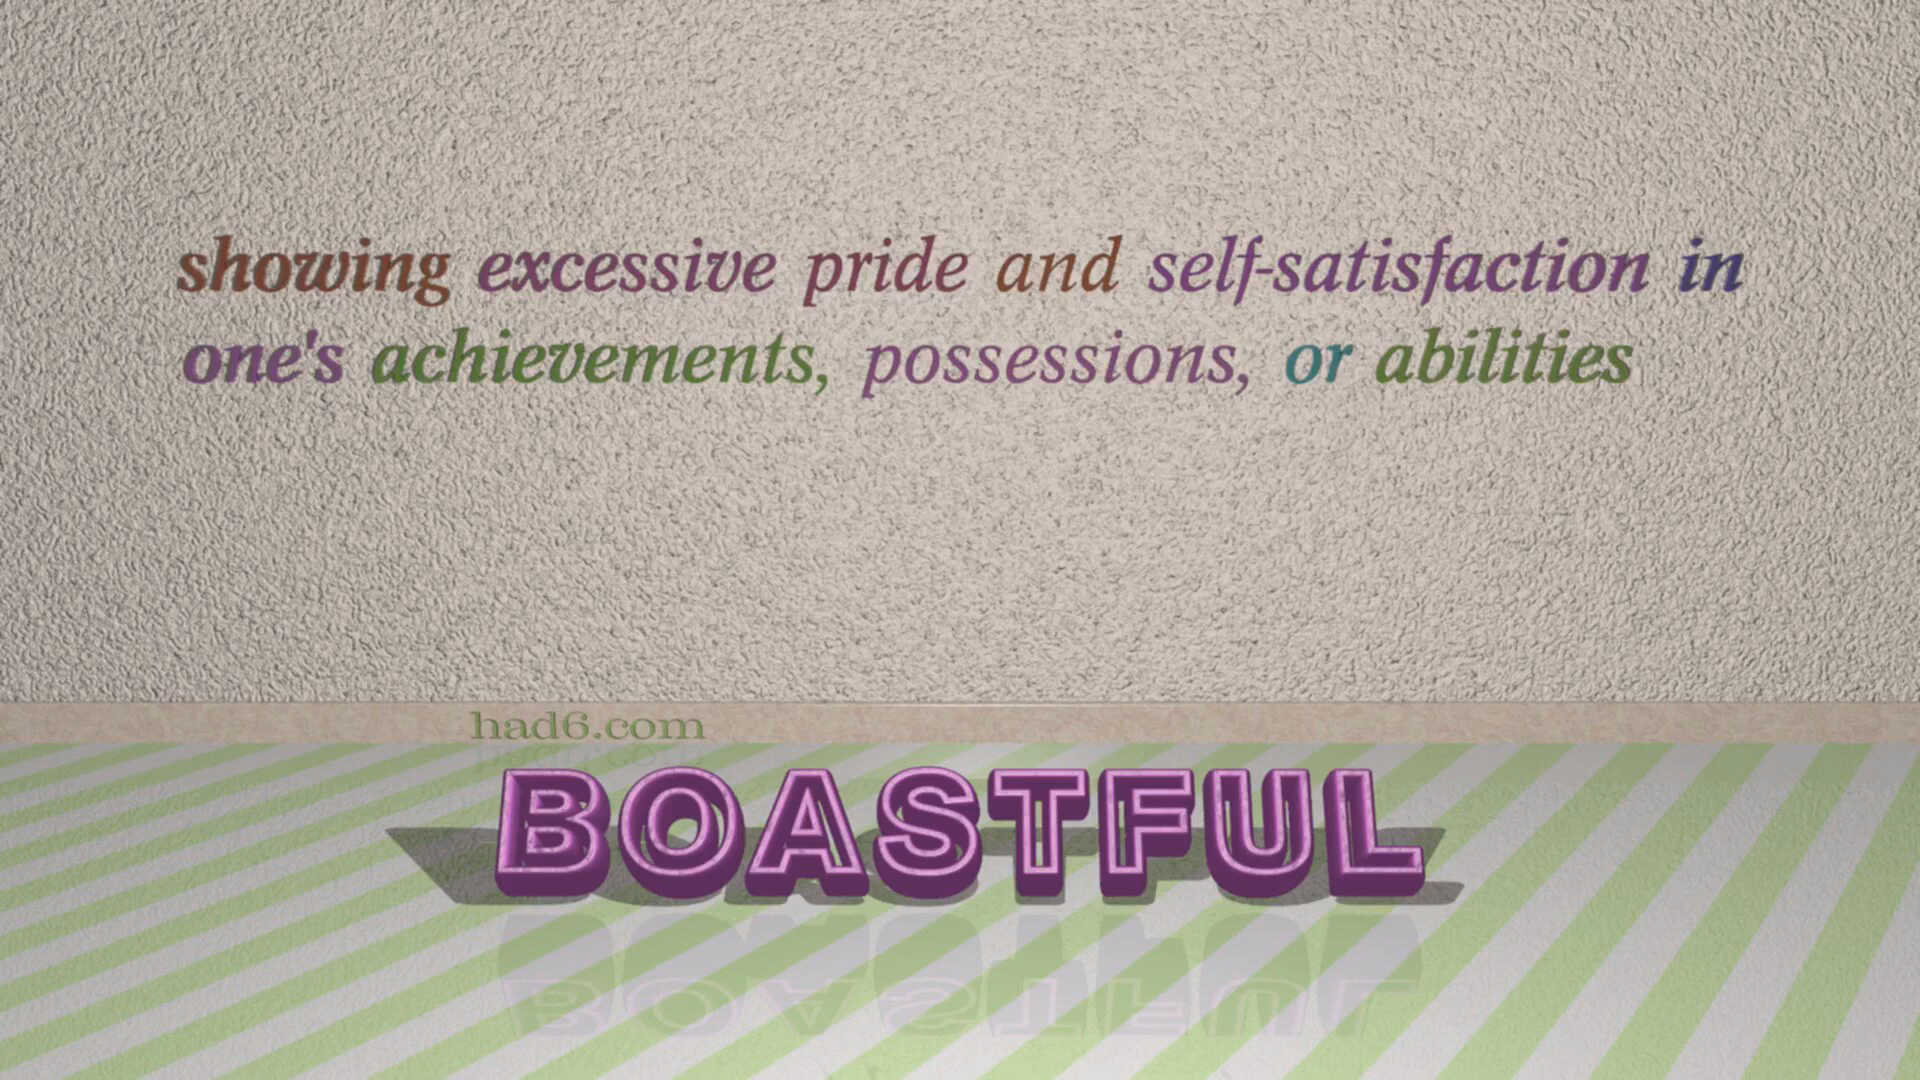 showing excessive pride and self-satisfaction in
one's achievements, possessions, or abilities
had6.com
BOASTFUL